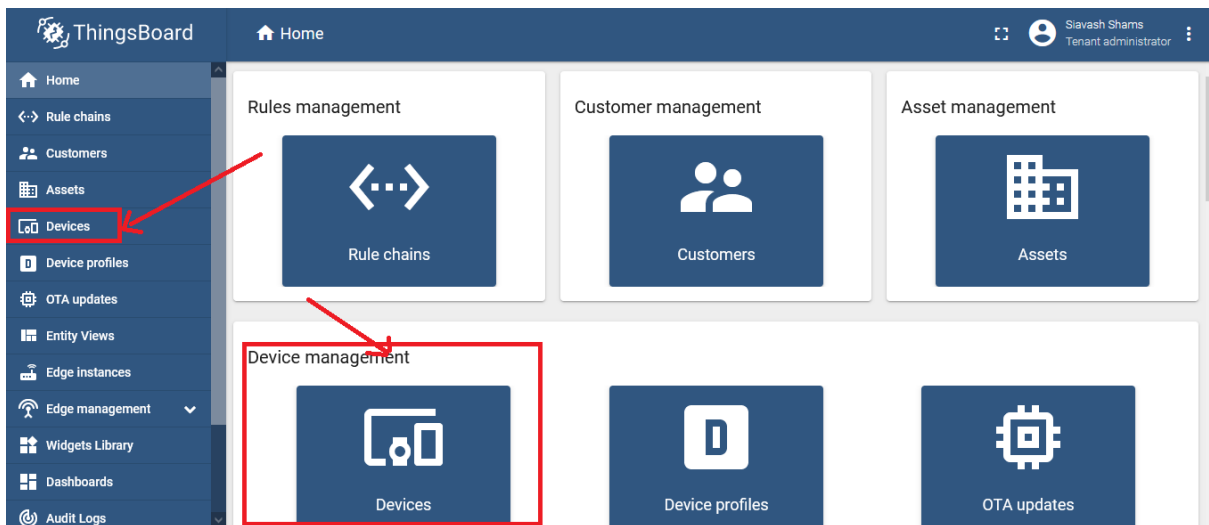 ThingsBoard
Home
Siavash Shams
Tenant administrator
Home
Rule chains
Customers
Assets
Devices
Device profiles
OTA updates
Entity Views
Edge instances
Edge management
Widgets Library
Dashboards
Audit Logs
Rules management
Customer management
Asset management
Rule chains
Customers
Assets
Device management
D
Devices
Device profiles
OTA updates